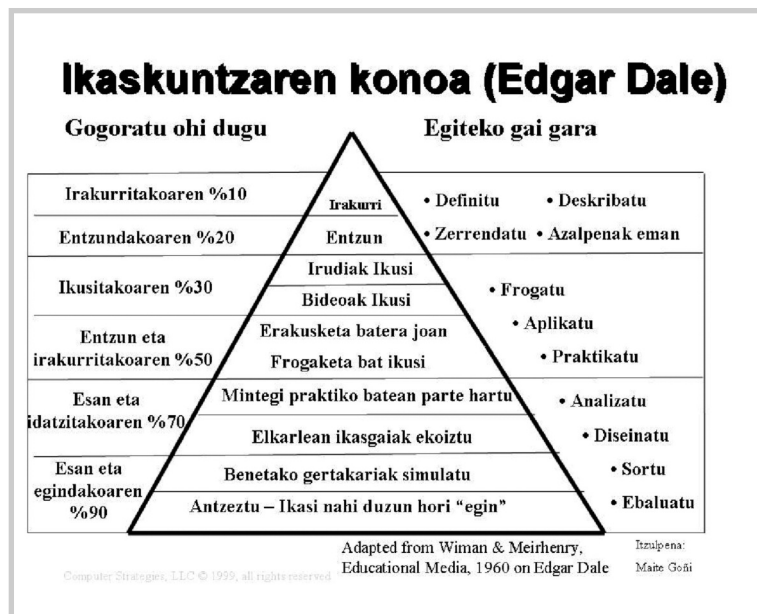 Ikaskuntzaren konoa (Edgar Dale)
Gogoratu ohi dugu
Egiteko gai gara
Irakurritakoaren %10
Irakurri
• Definitu • Deskribatu
Entzundakoaren %20
Entzun
• Zerrendatu • Azalpenak eman
Ikusitakoaren %30
Irudiak Ikusi
Bideoak Ikusi
• Frogatu
• Aplikatu
• Praktikatu
Entzun eta
irakurritakoaren %50
Erakusketa batera joan
Frogaketa bat ikusi
Esan eta
idatzitakoaren %70
Mintegi praktiko batean parte hartu
Elkarlean ikasgaiak ekoiztu
• Analizatu
• Diseinatu
• Sortu
• Ebaluatu
Esan eta
egindakoaren
%90
Benetako gertakariak simulatu
Antzeztu – Ikasi nahi duzun hori “egin”
Adapted from Wiman & Meirhenry,
Educational Media, 1960 on Edgar Dale
Itzulpena:
Maite Goñi
Computer Strategies, LLC © 1999, all rights reserved